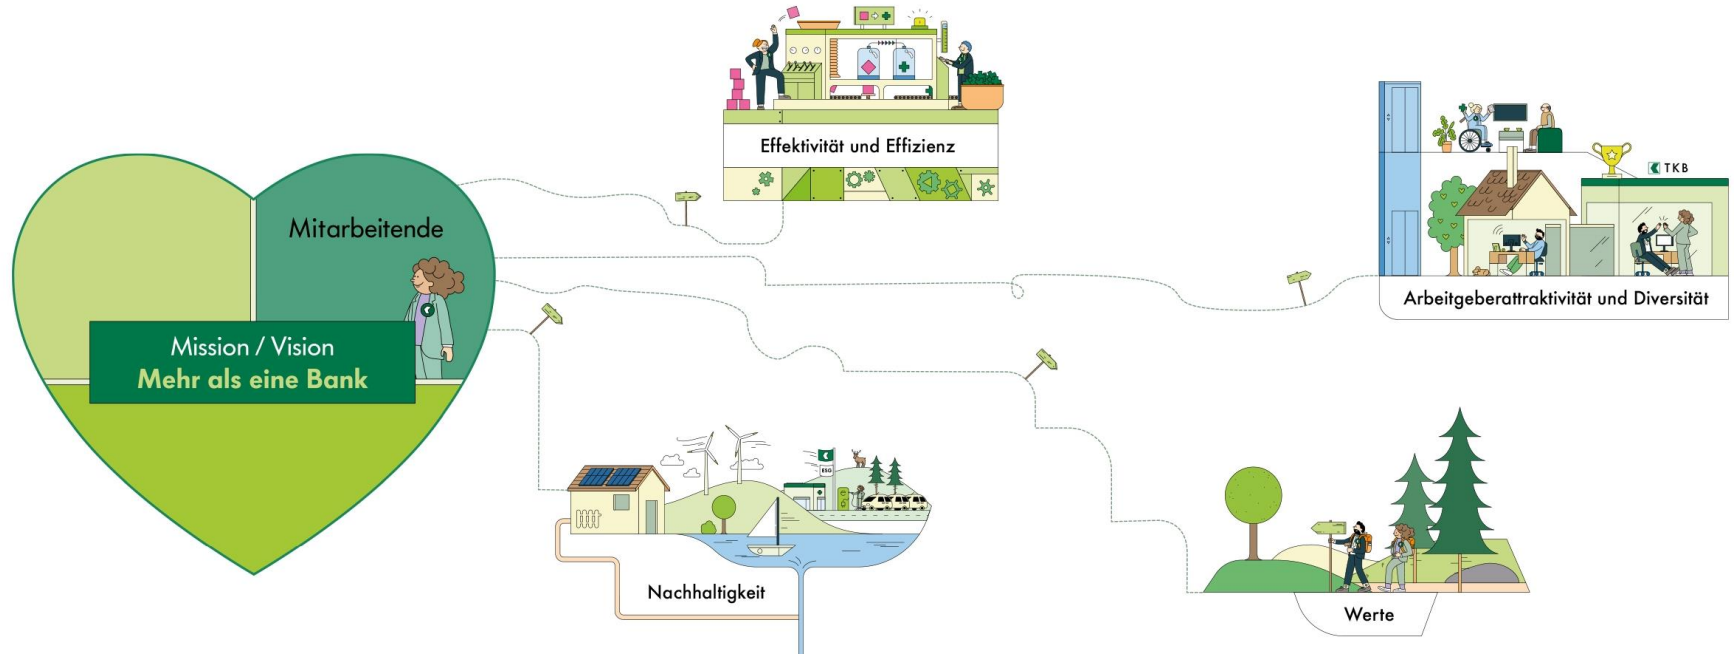 Effektivität und Effizienz
TKB
Mitarbeitende
Arbeitgeberattraktivität und Diversität
Mission / Vision
Mehr als eine Bank
ESG
Nachhaltigkeit
Werte